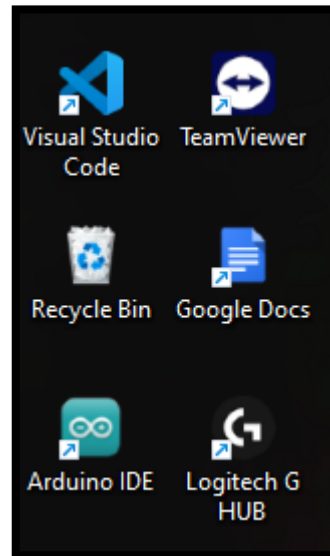 Visual Studio
Code
TeamViewer
Recycle Bin
Google Docs
Arduino IDE
Logitech G
HUB